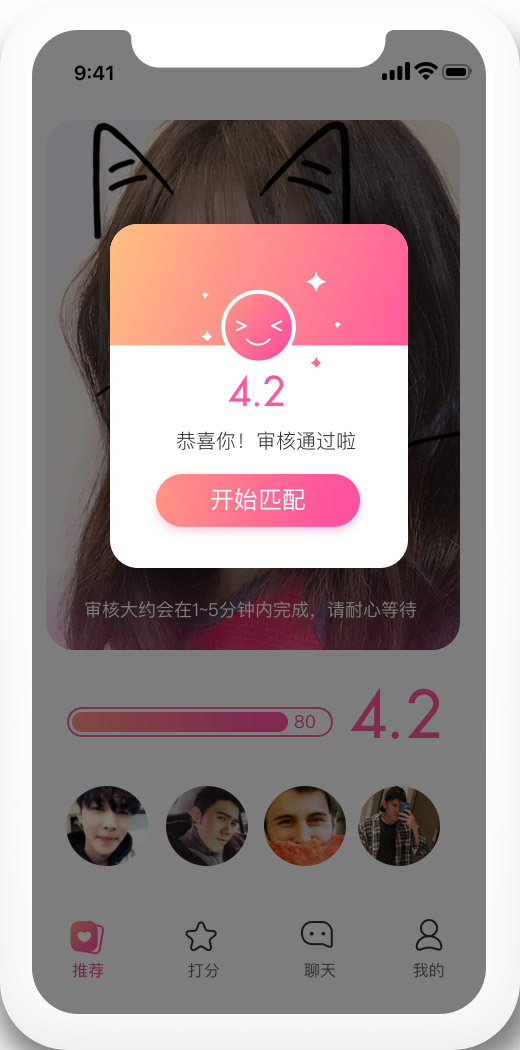 9:41
4.2
恭喜你！审核通过啦
开始匹配
审核大约会在1~5分钟内完成，请耐心等待
80
4.2
推荐
打分
聊天
我的